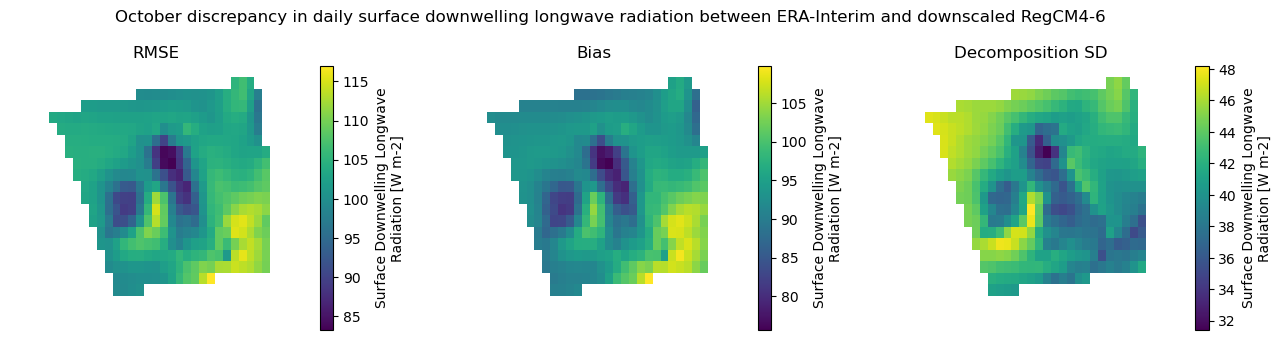 October discrepancy in daily surface downwelling longwave radiation between ERA-Interim and downscaled RegCM4-6
RMSE
115
110
105
100
95
90
85
Surface Downwelling Longwave
Radiation [W m-2]
Bias
105
100
95
90
85
80
Surface Downwelling Longwave
Radiation [W m-2]
Decomposition SD
48
46
44
42
40
38
36
34
32
Surface Downwelling Longwave
Radiation [W m-2]